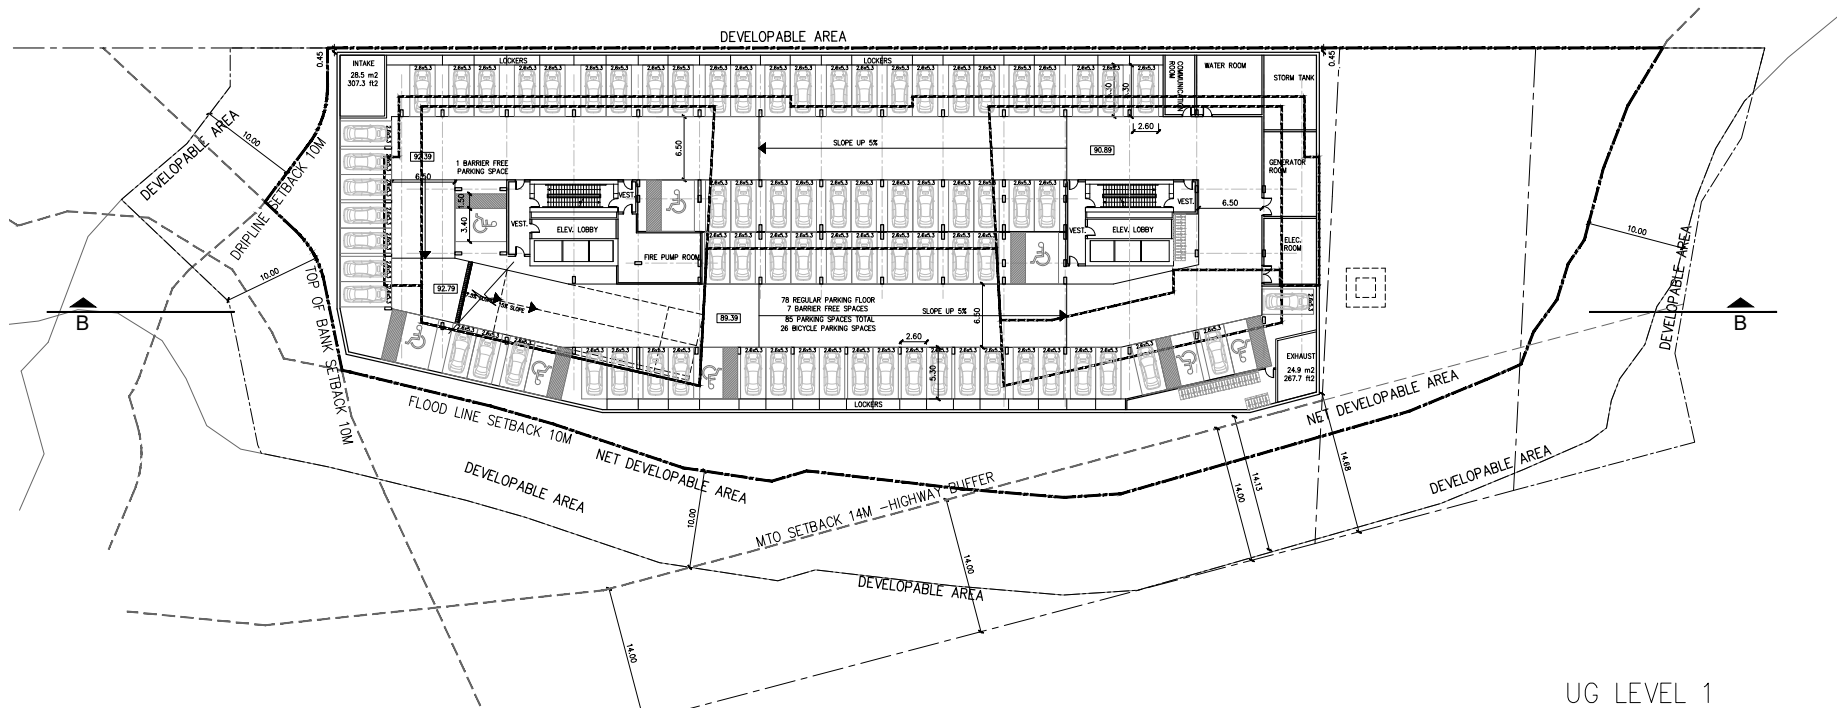 DEVELOPABLE AREA
0.45
INTAKE
28.5 m2
307.3 ft2
LOCKERS
LOCKERS
COMMUNICATION
ROOM
WATER ROOM
STORM TANK
0.45
2.6x5.3
2.60
6.50
SLOPE UP 5%
92.39
90.89
6.50
1 BARRIER FREE
PARKING SPACE
GENERATOR
ROOM
DEVELOPABLE AREA
10.00
DRIPLINE SETBACK 10M
1.50
3.40
VEST.
VEST.
ELEV. LOBBY
FIRE PUMP ROOM
VEST.
VEST.
ELEV. LOBBY
6.50
ELEC.
ROOM
10.00
DEVELOPABLE AREA
10.00
TOP OF BANK SETBACK 10M
92.79
15% SLOPE
89.39
78 REGULAR PARKING FLOOR
7 BARRIER FREE SPACES
85 PARKING SPACES TOTAL
26 BICYCLE PARKING SPACES
SLOPE UP 5%
6.50
2.60
5.30
B
B
EXHAUST
24.9 m2
267.7 ft2
LOCKERS
FLOOD LINE SETBACK 10M
NET DEVELOPABLE AREA
NET DEVELOPABLE AREA
DEVELOPABLE AREA
DEVELOPABLE AREA
10.00
MTO SETBACK 14M -HIGHWAY BUFFER
14.00
14.13
14.68
14.00
DEVELOPABLE AREA
14.00
UG LEVEL 1